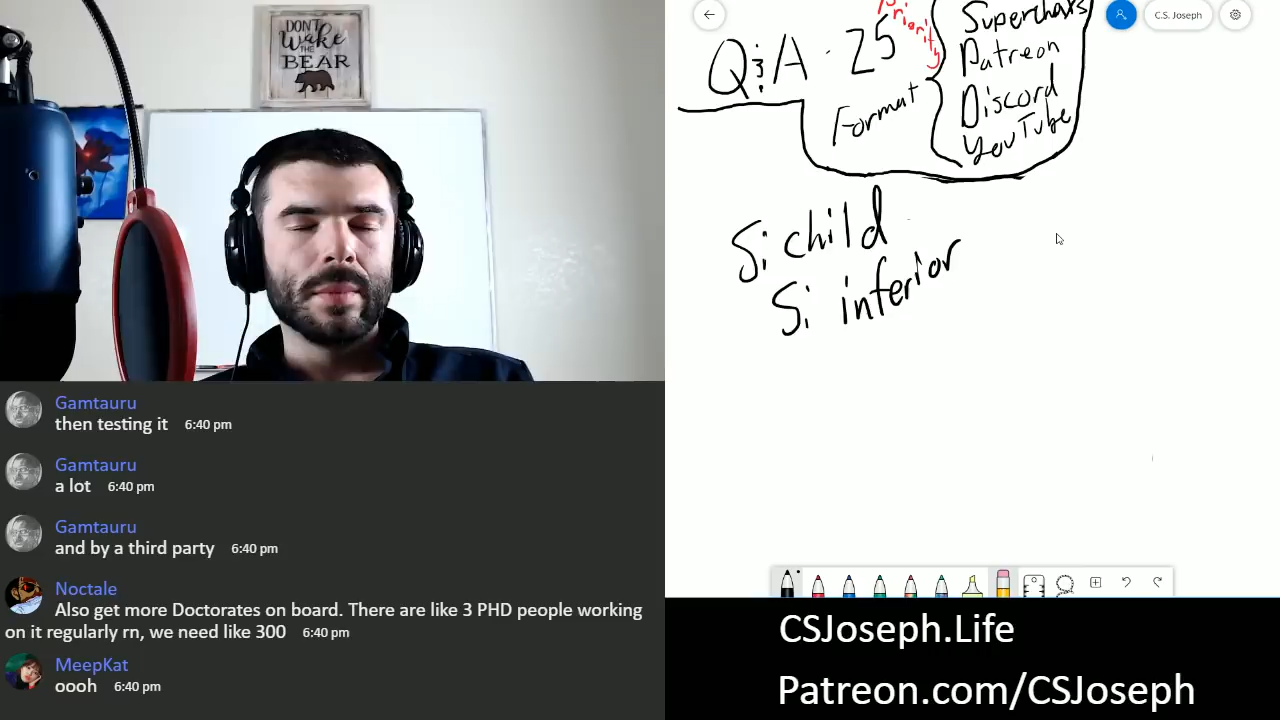 DON'T
Wake
THE
BEAR
Gamtauru
then testing it 6:40 pm
Gamtauru
a lot 6:40 pm
Gamtauru
and by a third party 6:40 pm
Noctale
Also get more Doctorates on board. There are like 3 PHD people working
on it regularly rn, we need like 300 6:40 pm
MeepKat
oooh 6:40 pm
C.S. Joseph
Q&A - 25
Format
Priority
Superchats
Patreon
Discord
YouTube
Si child
Si inferior
CSJoseph.Life
Patreon.com/CSJoseph